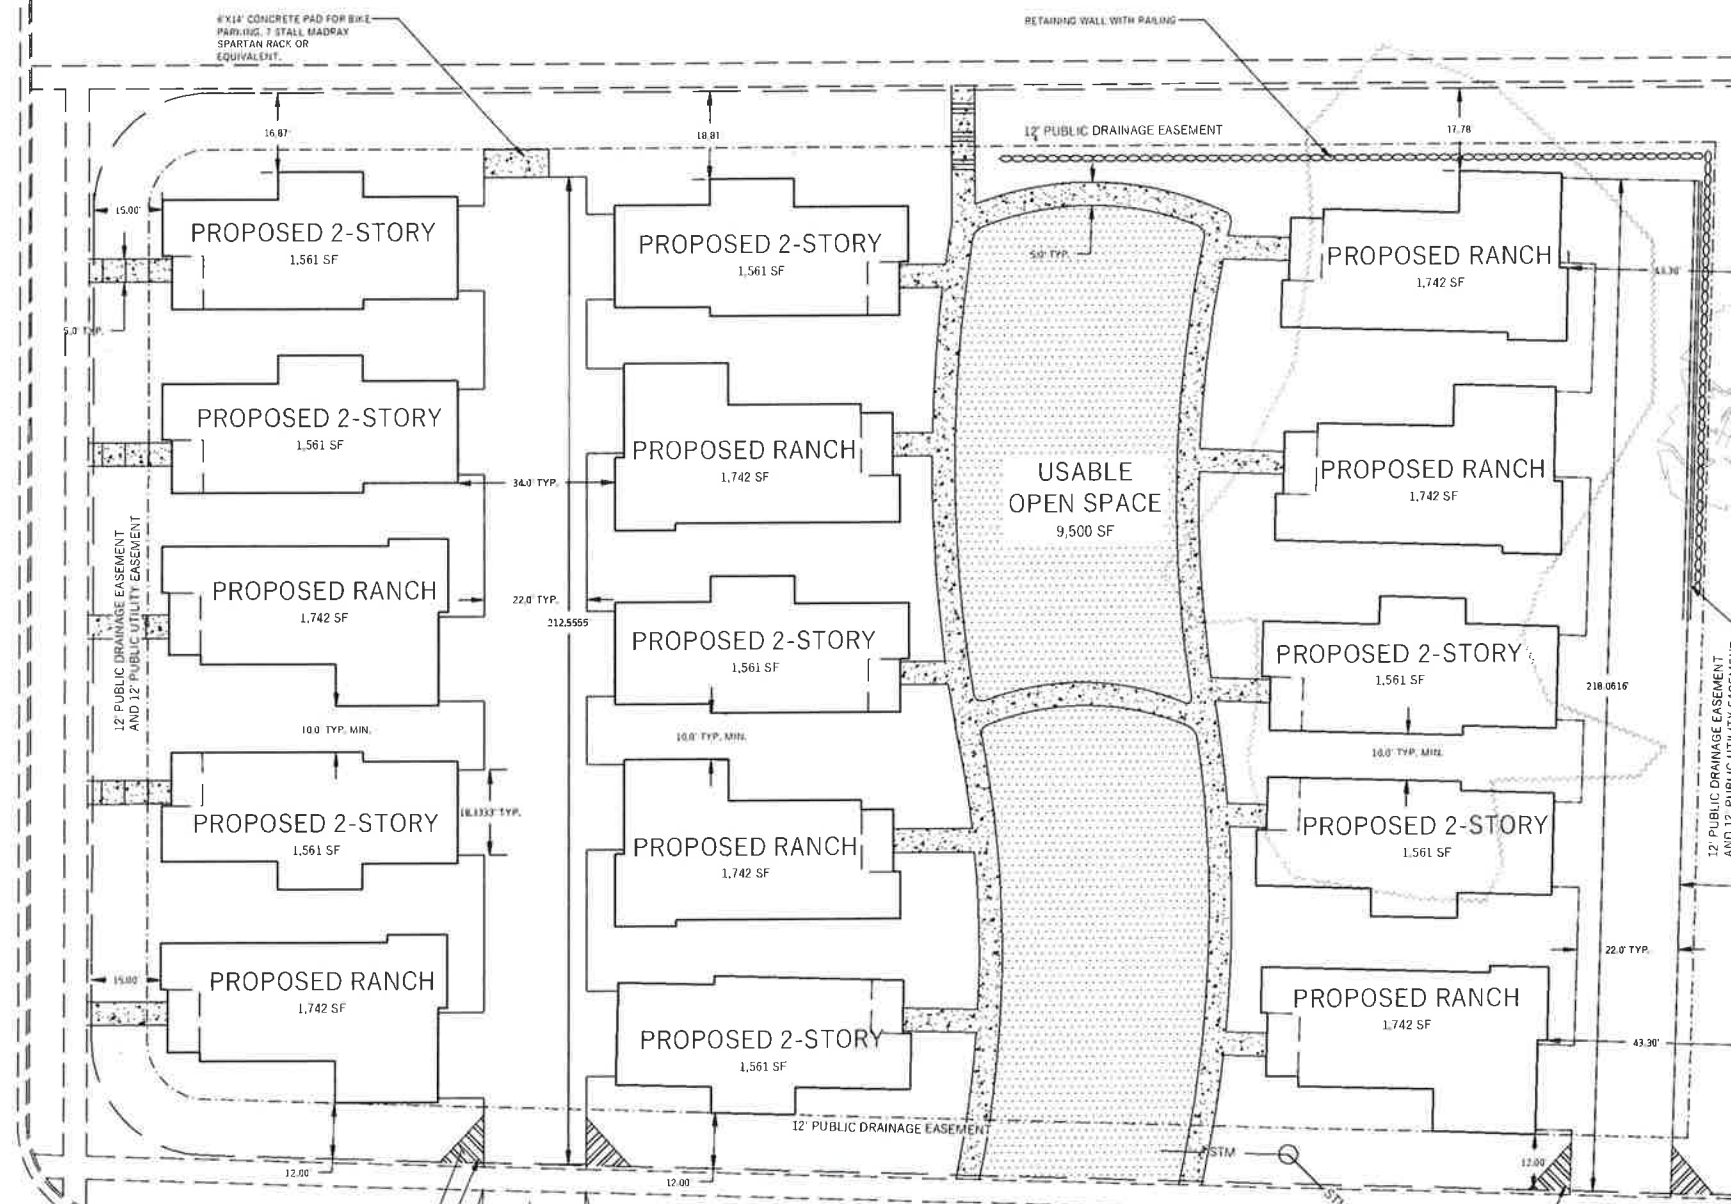 6'X14' CONCRETE PAD FOR BIKE
PARKING, 7 STALL MADRAX
SPARTAN RACK OR
EQUIVALENT.
RETAINING WALL WITH RAILING
16.87'
18.81
12' PUBLIC DRAINAGE EASEMENT
17.78
15.00'
PROPOSED 2-STORY
1,561 SF
PROPOSED 2-STORY
1,561 SF
5.0' TYP.
PROPOSED RANCH
1,742 SF
43.30'
5.0' TYP.
PROPOSED 2-STORY
1,561 SF
PROPOSED RANCH
1,742 SF
USABLE
OPEN SPACE
9,500 SF
PROPOSED RANCH
1,742 SF
34.0' TYP.
12' PUBLIC DRAINAGE EASEMENT
AND 12' PUBLIC UTILITY EASEMENT
PROPOSED RANCH
1,742 SF
22.0' TYP.
212.5555
PROPOSED 2-STORY
1,561 SF
PROPOSED 2-STORY
1,561 SF
218.0616'
10.0 TYP. MIN.
10.0' TYP. MIN.
10.0' TYP. MIN.
12' PUBLIC DRAINAGE EASEMENT
AND 12' PUBLIC UTILITY EASEMENT
PROPOSED 2-STORY
1,561 SF
18.3333' TYP.
PROPOSED RANCH
1,742 SF
PROPOSED 2-STORY
1,561 SF
22.0' TYP.
15.00'
PROPOSED RANCH
1,742 SF
PROPOSED 2-STORY
1,561 SF
PROPOSED RANCH
1,742 SF
43.30'
12' PUBLIC DRAINAGE EASEMENT
STM
12.00
12.00
12.00